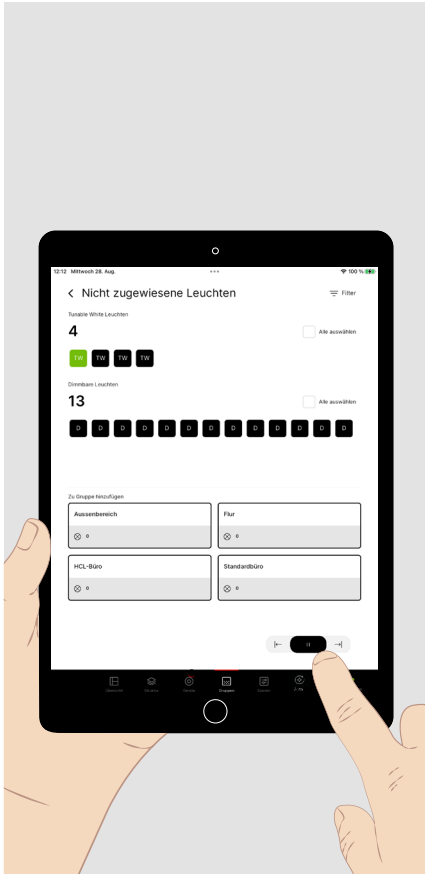 12:12 Mittwoch 28. Aug.
100 %
Nicht zugewiesene Leuchten
Filter
Tunable White Leuchten
4
Alle auswählen
TW TW TW TW
Dimmbare Leuchten
13
Alle auswählen
D D D D D D D D D D D D D
Zu Gruppe hinzufügen
Aussenbereich
0
Flur
0
HCL-Büro
0
Standardbüro
0
Gruppen